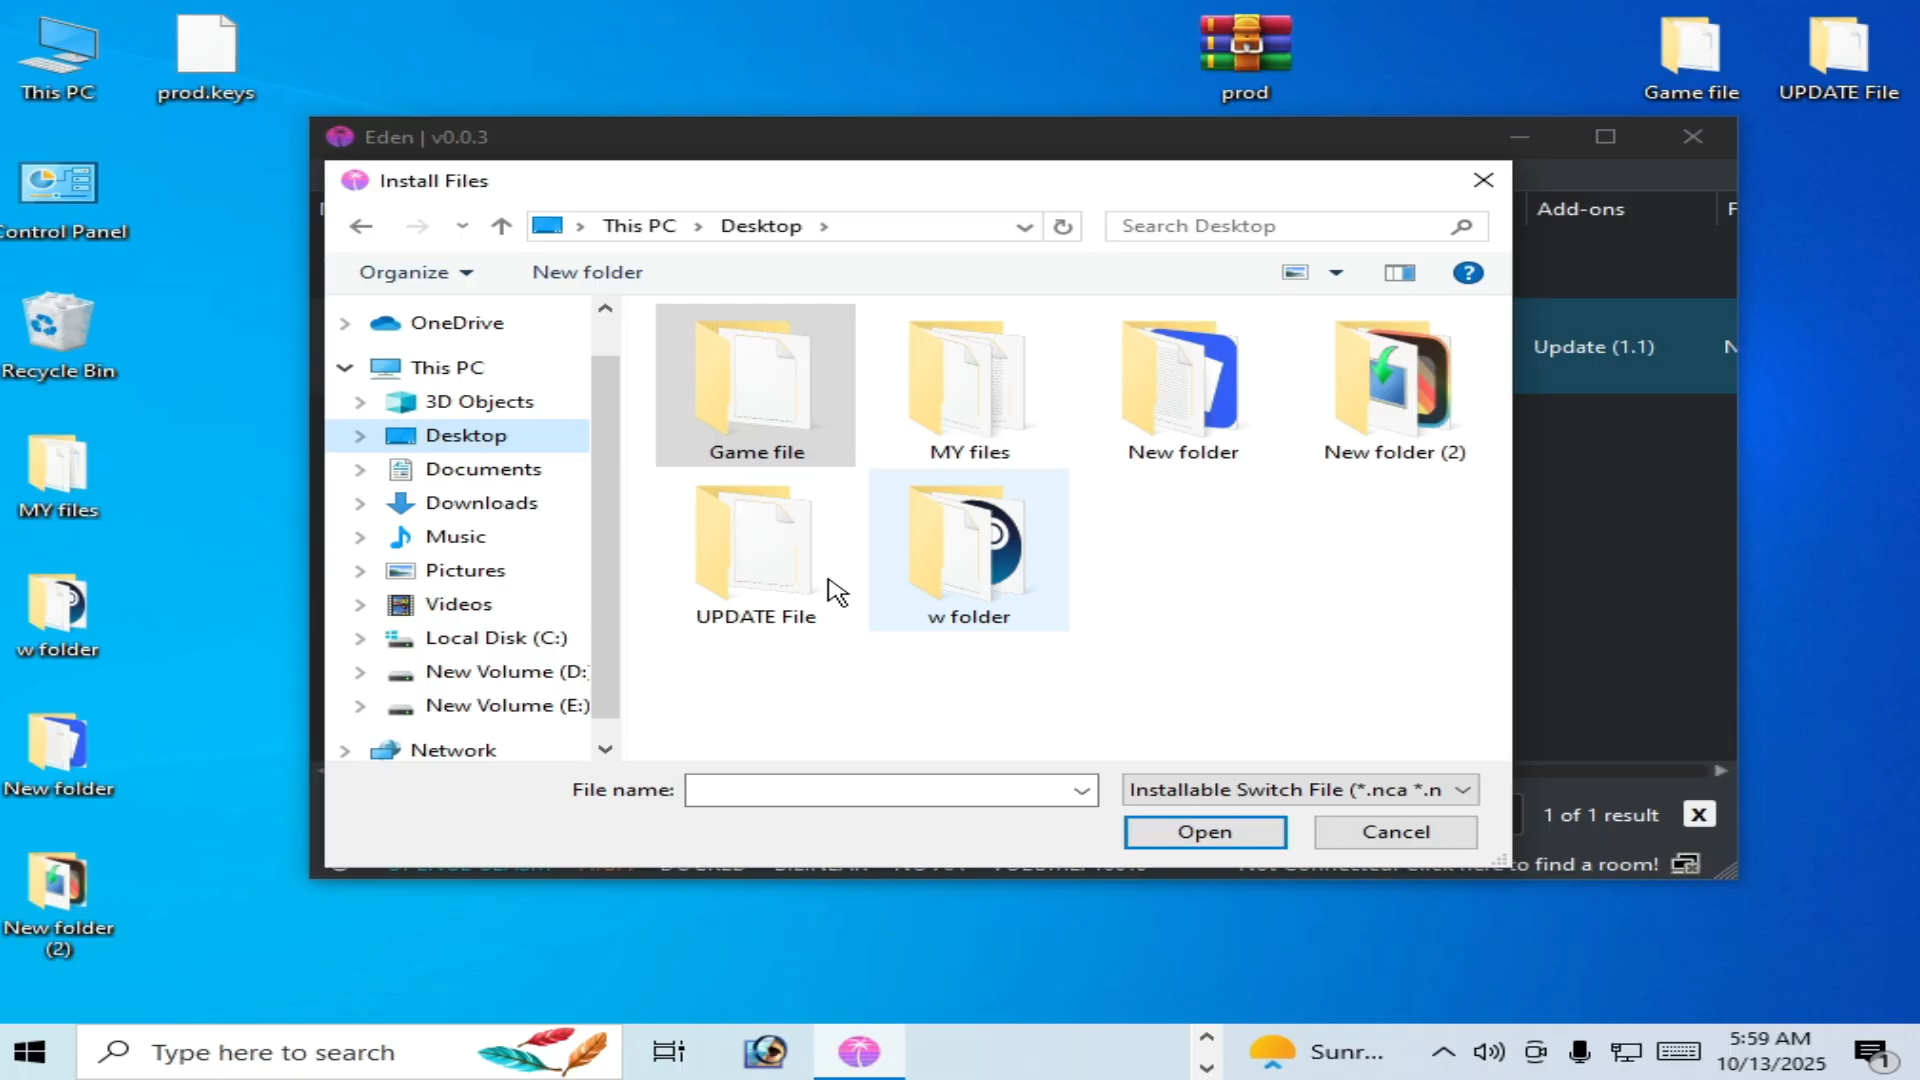 This PC
prod.keys
prod
Game file
UPDATE File
Control Panel
Recycle Bin
MY files
w folder
New folder
New folder
(2)
Eden | v0.0.3
Install Files
This PC
Desktop
Search Desktop
Organize
New folder
Add-ons
F
Update (1.1)
N
OneDrive
This PC
3D Objects
Desktop
Documents
Downloads
Music
Pictures
Videos
Local Disk (C:)
New Volume (D:
New Volume (E:)
Network
Game file
MY files
New folder
New folder (2)
UPDATE File
w folder
File name:
Installable Switch File (*.nca *.n
Open
Cancel
1 of 1 result
X
to find a room!
Type here to search
Sunr...
5:59 AM
10/13/2025
1